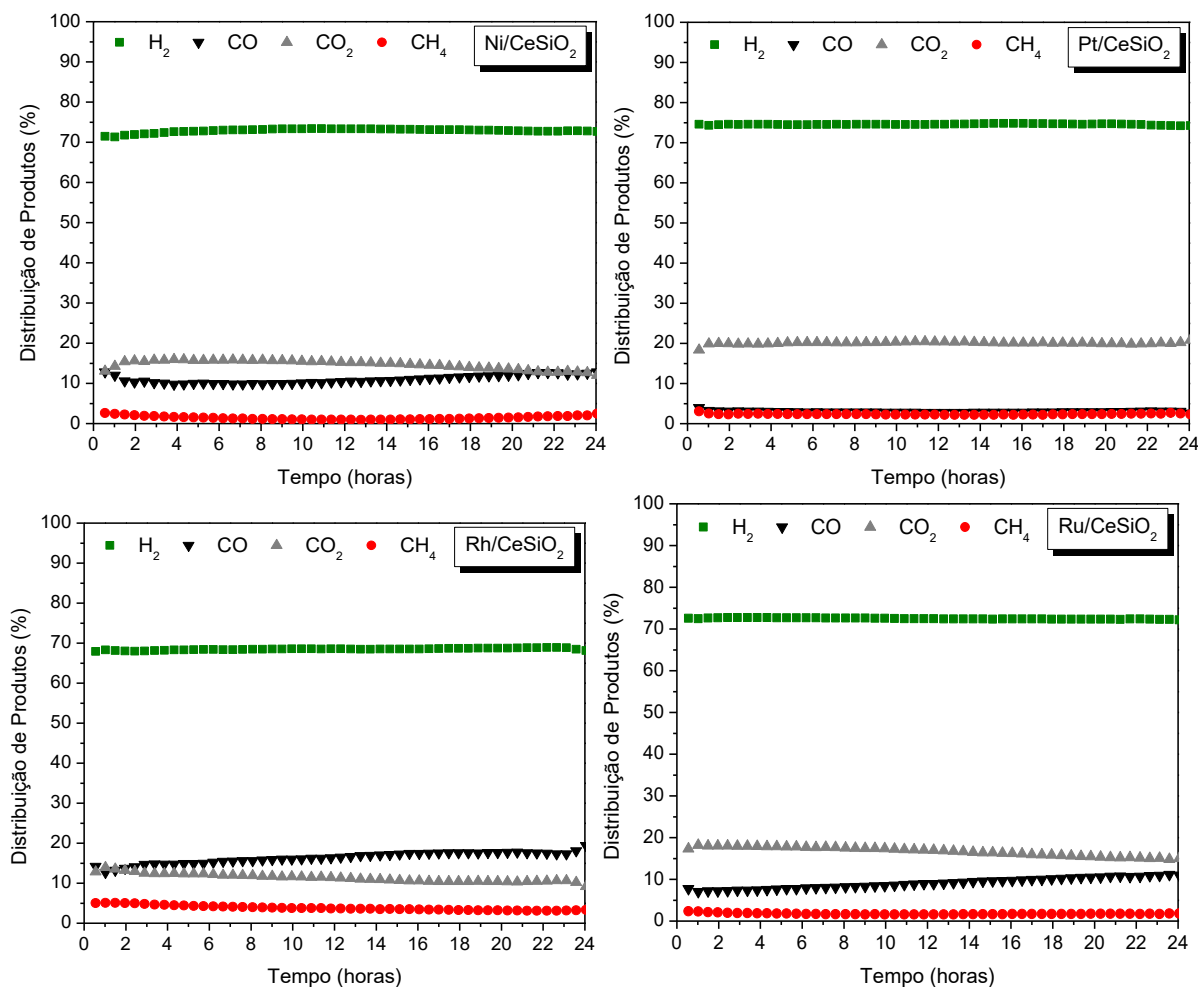 H2 CO CO2 CH4 Ni/CeSiO2
Distribuição de Produtos (%)
100
90
80
70
60
50
40
30
20
10
0
0 2 4 6 8 10 12 14 16 18 20 22 24
Tempo (horas)
H2 CO CO2 CH4 Pt/CeSiO2
Distribuição de Produtos (%)
100
90
80
70
60
50
40
30
20
10
0
0 2 4 6 8 10 12 14 16 18 20 22 24
Tempo (horas)
H2 CO CO2 CH4 Rh/CeSiO2
Distribuição de Produtos (%)
100
90
80
70
60
50
40
30
20
10
0
0 2 4 6 8 10 12 14 16 18 20 22 24
Tempo (horas)
H2 CO CO2 CH4 Ru/CeSiO2
Distribuição de Produtos (%)
100
90
80
70
60
50
40
30
20
10
0
0 2 4 6 8 10 12 14 16 18 20 22 24
Tempo (horas)